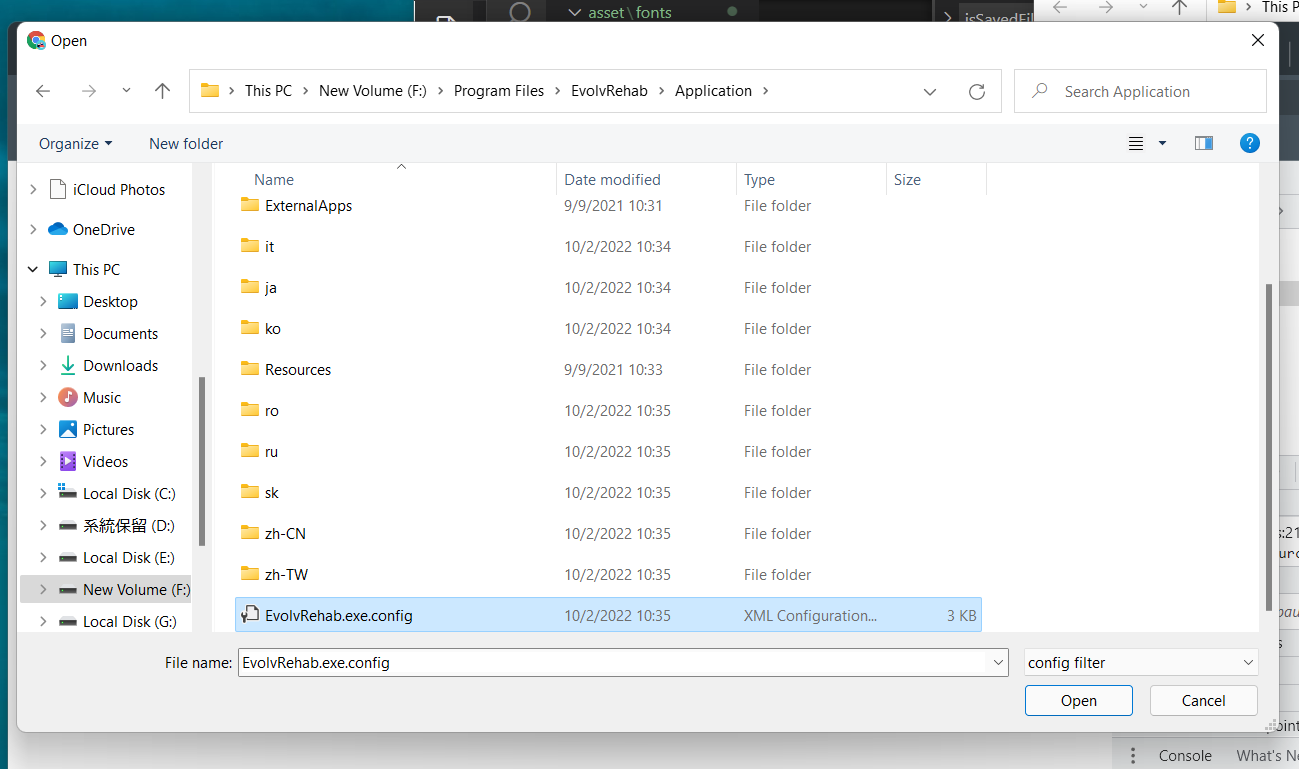 asset\fonts
isSavedFil
This P
Open
This PC > New Volume (F:) > Program Files > EvolvRehab > Application >
Search Application
Organize
New folder
Name
Date modified
Type
Size
iCloud Photos
OneDrive
This PC
Desktop
Documents
Downloads
Music
Pictures
Videos
Local Disk (C:)
系統保留 (D:)
Local Disk (E:)
New Volume (F:)
Local Disk (G:)
ExternalApps 9/9/2021 10:31 File folder
it 10/2/2022 10:34 File folder
ja 10/2/2022 10:34 File folder
ko 10/2/2022 10:34 File folder
Resources 9/9/2021 10:33 File folder
ro 10/2/2022 10:35 File folder
ru 10/2/2022 10:35 File folder
sk 10/2/2022 10:35 File folder
zh-CN 10/2/2022 10:35 File folder
zh-TW 10/2/2022 10:35 File folder
EvolvRehab.exe.config 10/2/2022 10:35 XML Configuration... 3 KB
File name: EvolvRehab.exe.config
config filter
Open
Cancel
Console
What's Ne